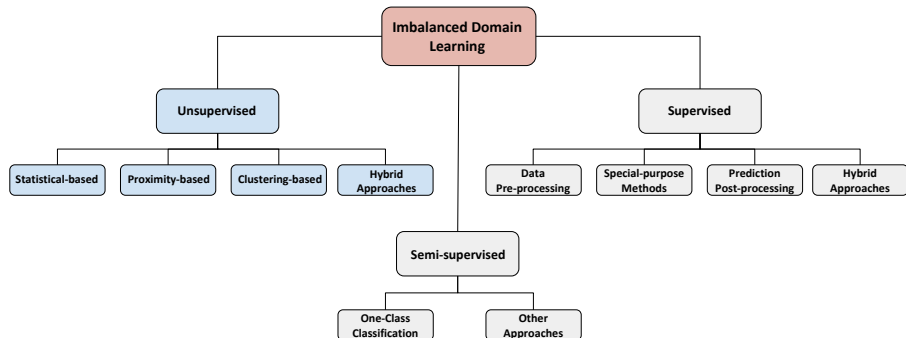 Imbalanced Domain
Learning
Unsupervised
Supervised
Statistical-based
Proximity-based
Clustering-based
Hybrid
Approaches
Data
Pre-processing
Special-purpose
Methods
Prediction
Post-processing
Hybrid
Approaches
Semi-supervised
One-Class
Classification
Other
Approaches